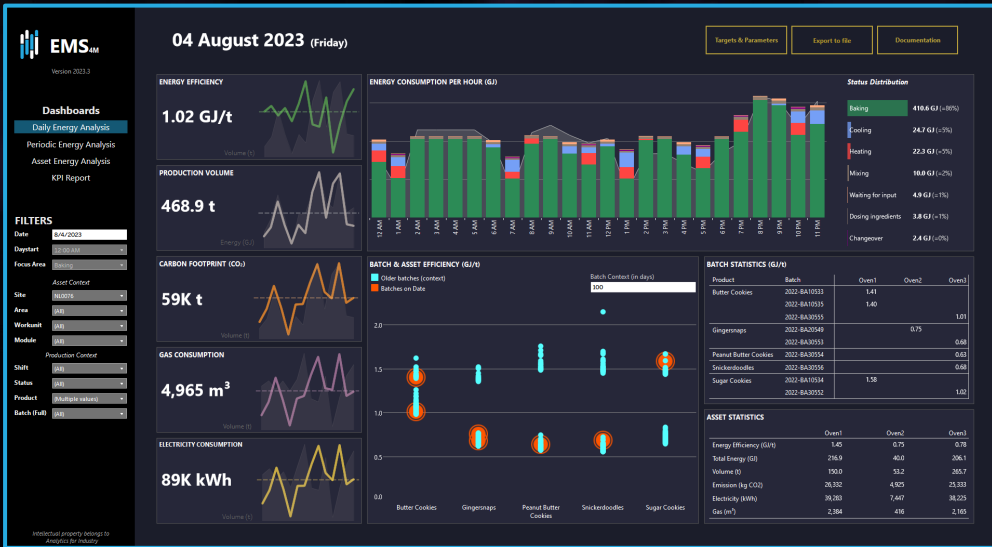 EMS4M
Version 2023.3
Dashboards
Daily Energy Analysis
Periodic Energy Analysis
Asset Energy Analysis
KPI Report
FILTERS
Date 8/4/2023
Daystart 12:00 AM
Focus Area Baking
Asset Context
Site NL0076
Area (All)
Workunit (All)
Module (All)
Production Context
Shift (All)
Status (All)
Product (Multiple values)
Batch (Full) (All)
Intellectual property belongs to
Analytics for Industry
04 August 2023 (Friday)
Targets & Parameters
Export to file
Documentation
ENERGY EFFICIENCY
1.02 GJ/t
Volume (t)
PRODUCTION VOLUME
468.9 t
Energy (GJ)
CARBON FOOTPRINT (CO₂)
59K t
Volume (t)
GAS CONSUMPTION
4,965 m³
Volume (t)
ELECTRICITY CONSUMPTION
89K kWh
Volume (t)
ENERGY CONSUMPTION PER HOUR (GJ)
12 AM 1 AM 2 AM 3 AM 4 AM 5 AM 6 AM 7 AM 8 AM 9 AM 10 AM 11 AM 12 PM 1 PM 2 PM 3 PM 4 PM 5 PM 6 PM 7 PM 8 PM 9 PM 10 PM 11 PM
Status Distribution
Baking 410.6 GJ (≈86%)
Cooling 24.7 GJ (≈5%)
Heating 22.3 GJ (≈5%)
Mixing 10.0 GJ (≈2%)
Waiting for input 4.9 GJ (≈1%)
Dosing ingredients 3.8 GJ (≈1%)
Changeover 2.4 GJ (≈0%)
BATCH & ASSET EFFICIENCY (GJ/t)
Older batches (context)
Batches on Date
Batch Context (in days)
100
2.0
1.5
1.0
0.5
0.0
Butter Cookies Gingersnaps Peanut Butter Snickerdoodles Sugar Cookies
Cookies
BATCH STATISTICS (GJ/t)
Product Batch Oven1 Oven2 Oven3
Butter Cookies 2022-BA10533 1.41
2022-BA10535 1.40
2022-BA30555 1.01
Gingersnaps 2022-BA20549 0.75
2022-BA30553 0.68
Peanut Butter Cookies 2022-BA30554 0.63
Snickerdoodles 2022-BA30556 0.68
Sugar Cookies 2022-BA10534 1.58
2022-BA30552 1.02
ASSET STATISTICS
Oven1 Oven2 Oven3
Energy Efficiency (GJ/t) 1.45 0.75 0.78
Total Energy (GJ) 216.9 40.0 206.1
Volume (t) 150.0 53.2 265.7
Emission (kg CO2) 26,332 4,925 25,333
Electricity (kWh) 39,283 7,447 38,225
Gas (m³) 2,384 416 2,165